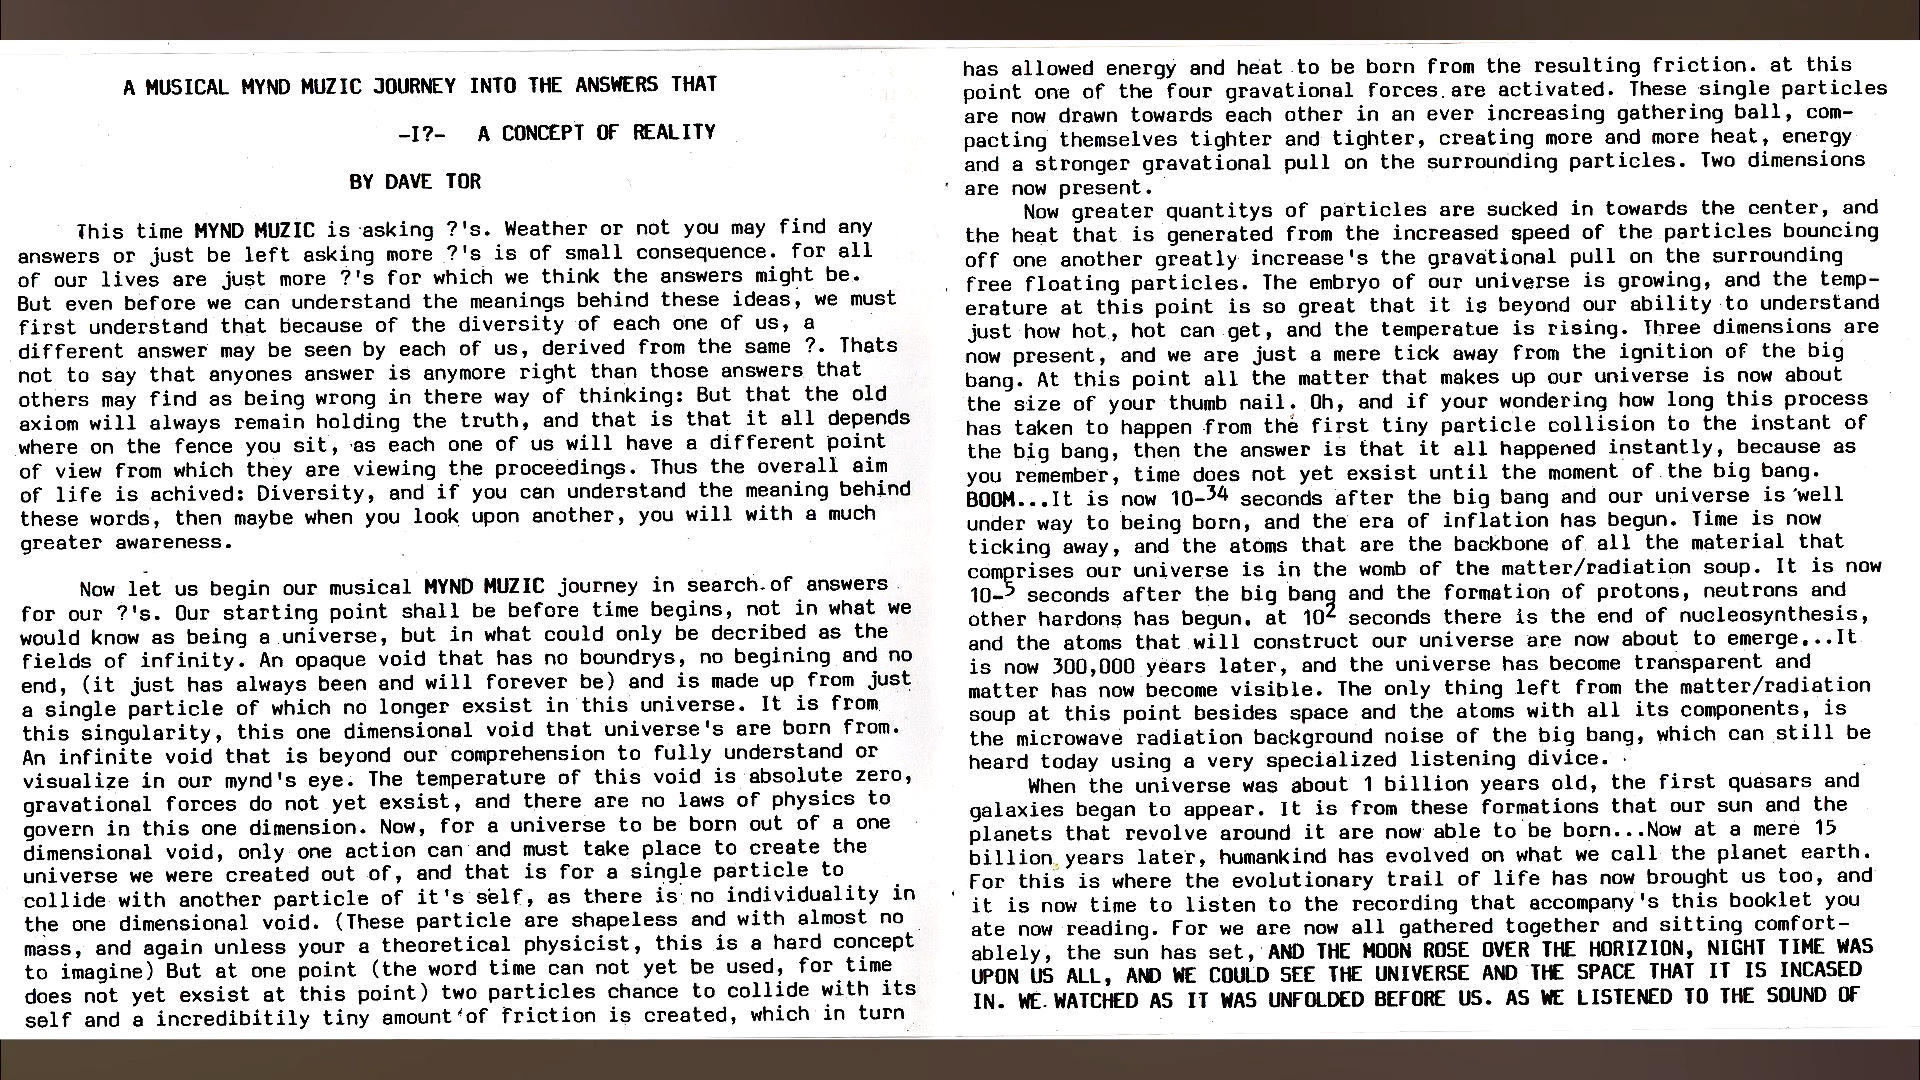 A MUSICAL MYND MUZIC JOURNEY INTO THE ANSWERS THAT
-I?- A CONCEPT OF REALITY
BY DAVE TOR
This time MYND MUZIC is asking ?'s. Weather or not you may find any
answers or just be left asking more ?'s is of small consequence. for all
of our lives are just more ?'s for which we think the answers might be.
But even before we can understand the meanings behind these ideas, we must
first understand that because of the diversity of each one of us, a
different answer may be seen by each of us, derived from the same ?. Thats
not to say that anyones answer is anymore right than those answers that
others may find as being wrong in there way of thinking: But that the old
axiom will always remain holding the truth, and that is that it all depends
where on the fence you sit, as each one of us will have a different point
of view from which they are viewing the proceedings. Thus the overall aim
of life is achived: Diversity, and if you can understand the meaning behind
these words, then maybe when you look upon another, you will with a much
greater awareness.
Now let us begin our musical MYND MUZIC journey in search of answers
for our ?'s. Our starting point shall be before time begins, not in what we
would know as being a universe, but in what could only be decribed as the
fields of infinity. An opaque void that has no boundrys, no begining and no
end, (it just has always been and will forever be) and is made up from just
a single particle of which no longer exsist in this universe. It is from
this singularity, this one dimensional void that universe's are born from.
An infinite void that is beyond our comprehension to fully understand or
visualize in our mynd's eye. The temperature of this void is absolute zero,
gravational forces do not yet exsist, and there are no laws of physics to
govern in this one dimension. Now, for a universe to be born out of a one
dimensional void, only one action can and must take place to create the
universe we were created out of, and that is for a single particle to
collide with another particle of it's self, as there is no individuality in
the one dimensional void. (These particle are shapeless and with almost no
mass, and again unless your a theoretical physicist, this is a hard concept
to imagine) But at one point (the word time can not yet be used, for time
does not yet exsist at this point) two particles chance to collide with its
self and a incredibitily tiny amount of friction is created, which in turn
has allowed energy and heat to be born from the resulting friction. at this
point one of the four gravational forces are activated. These single particles
are now drawn towards each other in an ever increasing gathering ball, com-
pacting themselves tighter and tighter, creating more and more heat, energy
and a stronger gravational pull on the surrounding particles. Two dimensions
are now present.
Now greater quantitys of particles are sucked in towards the center, and
the heat that is generated from the increased speed of the particles bouncing
off one another greatly increase's the gravational pull on the surrounding
free floating particles. The embryo of our universe is growing, and the temp-
erature at this point is so great that it is beyond our ability to understand
just how hot, hot can get, and the temperatue is rising. Three dimensions are
now present, and we are just a mere tick away from the ignition of the big
bang. At this point all the matter that makes up our universe is now about
the size of your thumb nail. Oh, and if your wondering how long this process
has taken to happen from the first tiny particle collision to the instant of
the big bang, then the answer is that it all happened instantly, because as
you remember, time does not yet exsist until the moment of the big bang.
BOOM...It is now 10-34 seconds after the big bang and our universe is well
under way to being born, and the era of inflation has begun. Time is now
ticking away, and the atoms that are the backbone of all the material that
comprises our universe is in the womb of the matter/radiation soup. It is now
10-5 seconds after the big bang and the formation of protons, neutrons and
other hardons has begun. at 10² seconds there is the end of nucleosynthesis,
and the atoms that will construct our universe are now about to emerge...It
is now 300,000 years later, and the universe has become transparent and
matter has now become visible. The only thing left from the matter/radiation
soup at this point besides space and the atoms with all its components, is
the microwave radiation background noise of the big bang, which can still be
heard today using a very specialized listening divice.
When the universe was about 1 billion years old, the first quasars and
galaxies began to appear. It is from these formations that our sun and the
planets that revolve around it are now able to be born...Now at a mere 15
billion years later, humankind has evolved on what we call the planet earth.
For this is where the evolutionary trail of life has now brought us too, and
it is now time to listen to the recording that accompany's this booklet you
ate now reading. For we are now all gathered together and sitting comfort-
ablely, the sun has set, AND THE MOON ROSE OVER THE HORIZION, NIGHT TIME WAS
UPON US ALL, AND WE COULD SEE THE UNIVERSE AND THE SPACE THAT IT IS INCASED
IN. WE WATCHED AS IT WAS UNFOLDED BEFORE US. AS WE LISTENED TO THE SOUND OF